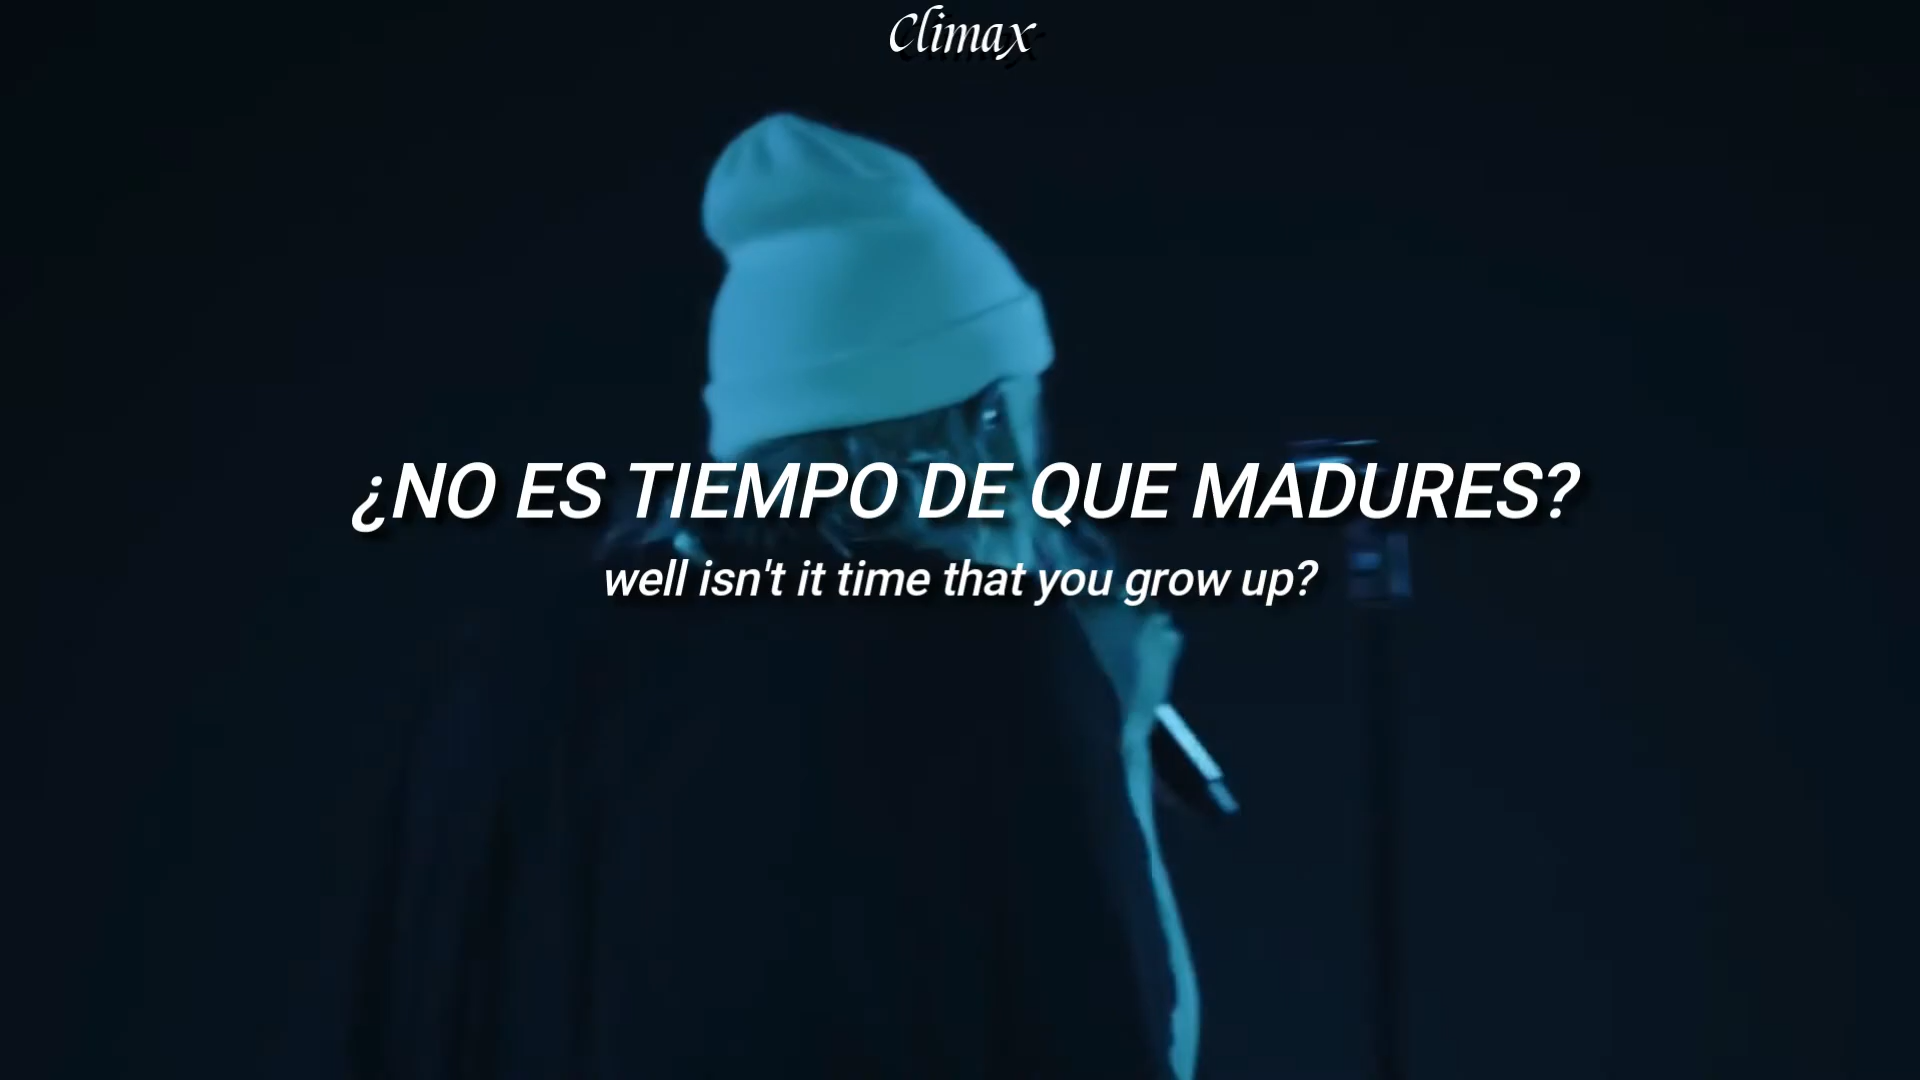 Climax
¿NO ES TIEMPO DE QUE MADURES?
well isn't it time that you grow up?